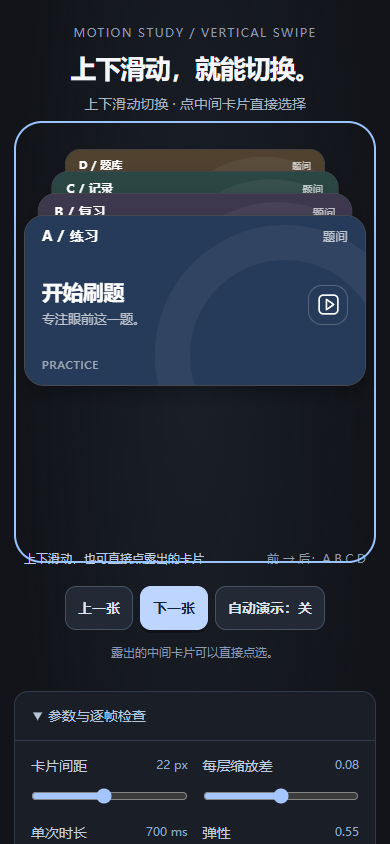 MOTION STUDY / VERTICAL SWIPE
上下滑动，就能切换。
上下滑动切换 · 点中间卡片直接选择
D / 题库 题间
C / 记录 题间
B / 复习 题间
A / 练习 题间
开始刷题
专注眼前这一题。
PRACTICE
上下滑动，也可直接点露出的卡片 前 → 后：A B C D
上一张 下一张 自动演示：关
露出的中间卡片可以直接点选。
▼ 参数与逐帧检查
卡片间距 22 px 每层缩放差 0.08
单次时长 700 ms 弹性 0.55